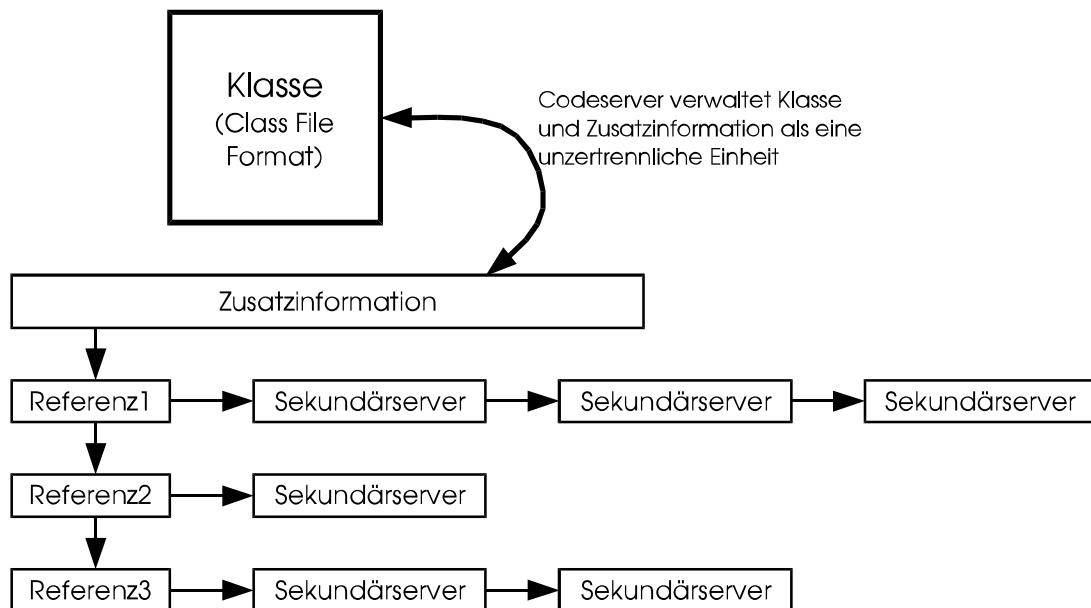 Klasse
(Class File
Format)
Codeserver verwaltet Klasse
und Zusatzinformation als eine
unzertrennliche Einheit
Zusatzinformation
Referenz1 Sekundärserver Sekundärserver Sekundärserver
Referenz2 Sekundärserver
Referenz3 Sekundärserver Sekundärserver